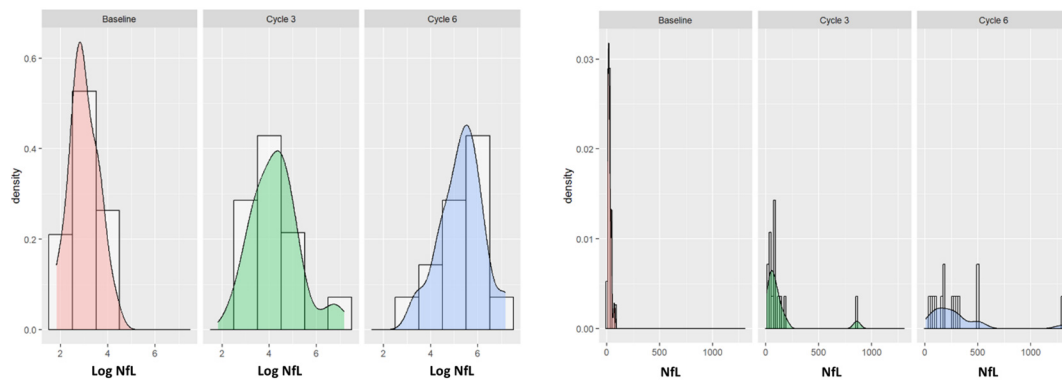 Baseline Cycle 3 Cycle 6
density
0.6
0.4
0.2
0.0
2 4 6 2 4 6 2 4 6
Log NfL Log NfL Log NfL
Baseline Cycle 3 Cycle 6
density
0.03
0.02
0.01
0.00
0 500 1000 0 500 1000 0 500 1000
NfL NfL NfL